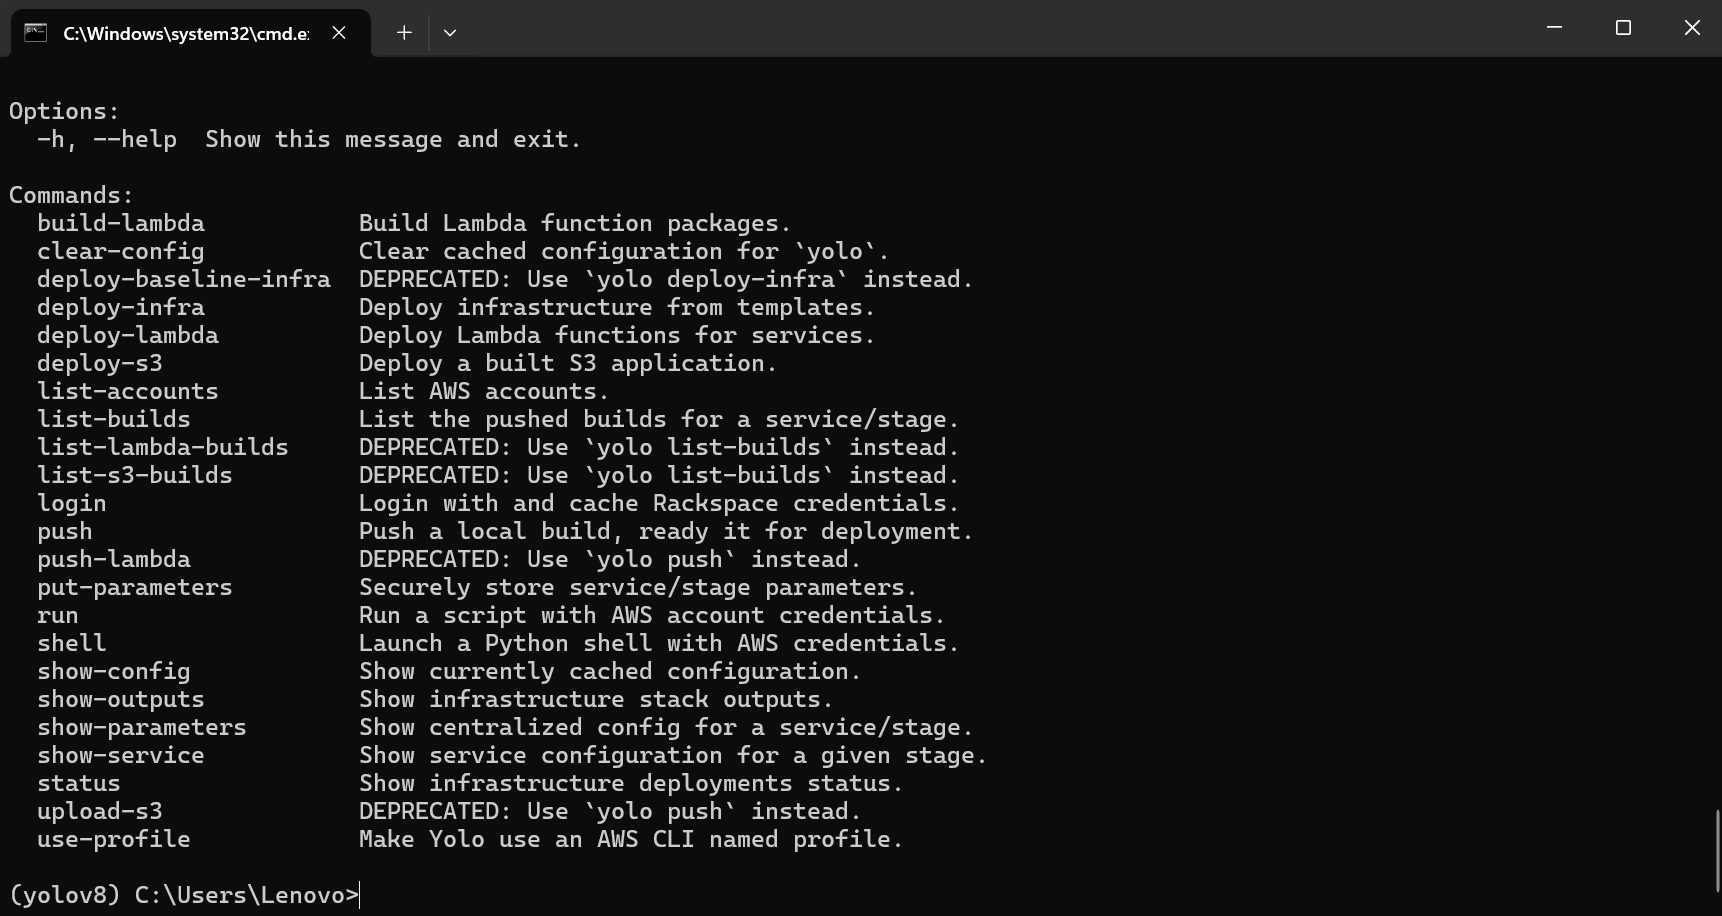 C:\Windows\system32\cmd.e
Options:
  -h, --help  Show this message and exit.
Commands:
  build-lambda           Build Lambda function packages.
  clear-config           Clear cached configuration for `yolo`.
  deploy-baseline-infra  DEPRECATED: Use `yolo deploy-infra` instead.
  deploy-infra           Deploy infrastructure from templates.
  deploy-lambda          Deploy Lambda functions for services.
  deploy-s3              Deploy a built S3 application.
  list-accounts          List AWS accounts.
  list-builds            List the pushed builds for a service/stage.
  list-lambda-builds     DEPRECATED: Use `yolo list-builds` instead.
  list-s3-builds         DEPRECATED: Use `yolo list-builds` instead.
  login                  Login with and cache Rackspace credentials.
  push                   Push a local build, ready it for deployment.
  push-lambda            DEPRECATED: Use `yolo push` instead.
  put-parameters         Securely store service/stage parameters.
  run                    Run a script with AWS account credentials.
  shell                  Launch a Python shell with AWS credentials.
  show-config            Show currently cached configuration.
  show-outputs           Show infrastructure stack outputs.
  show-parameters        Show centralized config for a service/stage.
  show-service           Show service configuration for a given stage.
  status                 Show infrastructure deployments status.
  upload-s3              DEPRECATED: Use `yolo push` instead.
  use-profile            Make Yolo use an AWS CLI named profile.
(yolov8) C:\Users\Lenovo>